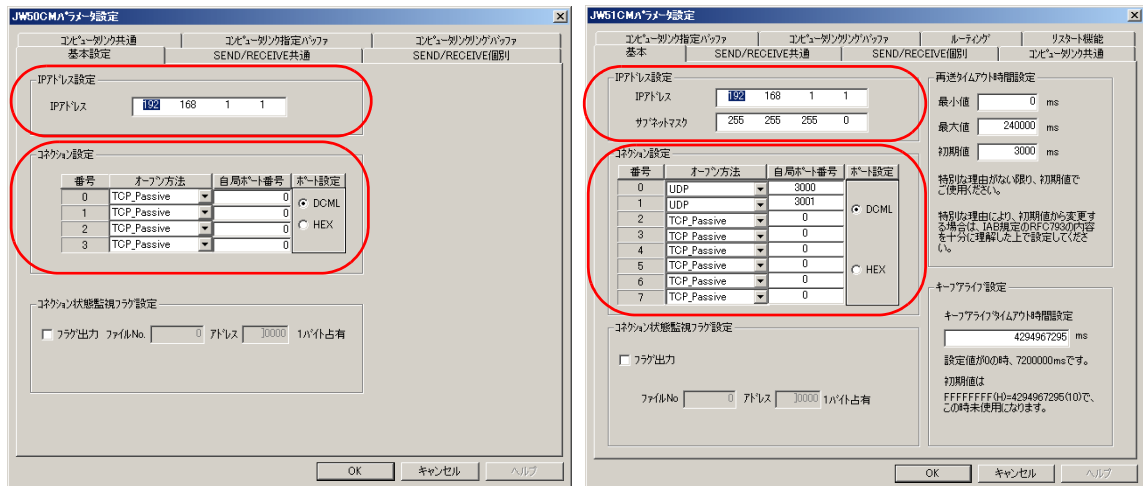 JW50CMパラメータ設定
コンピュータリンク共通 コンピュータリンク指定バッファ コンピュータリンクリングバッファ
基本設定 SEND/RECEIVE共通 SEND/RECEIVE個別
IPアドレス設定
IPアドレス 192 168 1 1
コネクション設定
番号 オープン方法 自局ポート番号 ポート設定
0 TCP_Passive 0
1 TCP_Passive 0
2 TCP_Passive 0
3 TCP_Passive 0
DCML
HEX
コネクション状態監視フラグ設定
フラグ出力 ファイルNo. 0 アドレス ]0000 1バイト占有
OK キャンセル ヘルプ
JW51CMパラメータ設定
コンピュータリンク指定バッファ コンピュータリンクリングバッファ ルーティング リスタート機能
基本 SEND/RECEIVE共通 SEND/RECEIVE個別 コンピュータリンク共通
IPアドレス設定
IPアドレス 192 168 1 1
サブネットマスク 255 255 255 0
コネクション設定
番号 オープン方法 自局ポート番号 ポート設定
0 UDP 3000
1 UDP 3001
2 TCP_Passive 0
3 TCP_Passive 0
4 TCP_Passive 0
5 TCP_Passive 0
6 TCP_Passive 0
7 TCP_Passive 0
DCML
HEX
コネクション状態監視フラグ設定
フラグ出力
ファイルNo 0 アドレス ]0000 1バイト占有
再送タイムアウト時間設定
最小値 0 ms
最大値 240000 ms
初期値 3000 ms
特別な理由がない限り、初期値で
ご使用ください。
特別な理由により、初期値から変更す
る場合は、IAB規定のRFC793の内容
を十分に理解した上で設定してくださ
い。
キープアライブ設定
キープアライブタイムアウト時間設定
4294967295 ms
設定値が0の時、7200000msです。
初期値は
FFFFFFFF(H)=4294967295(10)で、
この時未使用になります。
OK キャンセル ヘルプ